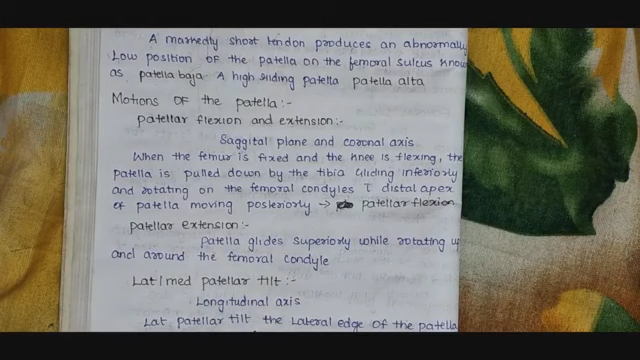 A markedly short tendon produces an abnormally
Low position of the patella on the femoral sulcus known
as patella baja. A high sliding patella patella alta
Motions of the patella:-
patellar flexion and extension:-
Saggital plane and coronal axis
When the femur is fixed and the knee is flexing, the
patella is pulled down by the tibia gliding inferiorly
and rotating on the femoral condyles T distal apex
of patella moving posteriorly → patellar flexion
patellar extension:-
patella glides superiorly while rotating up
and around the femoral condyle
Lat/med patellar tilt:-
Longitudinal axis
Lat patellar tilt the Lateral edge of the patella